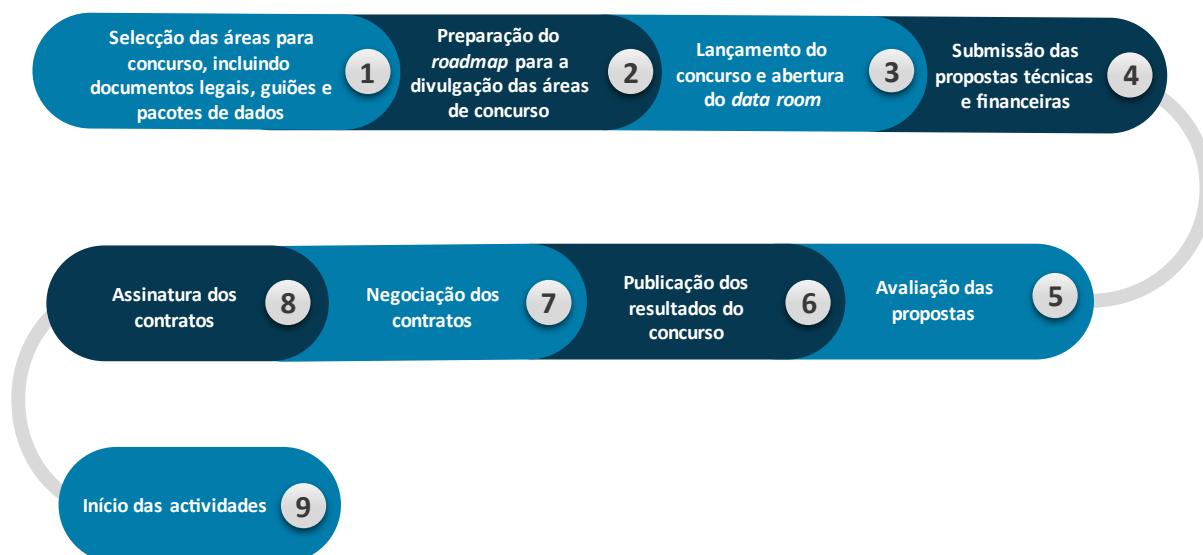 Selecção das áreas para
concurso, incluindo
documentos legais, guiões e
pacotes de dados
1
Preparação do
roadmap para a
divulgação das áreas
de concurso
2
Lançamento do
concurso e abertura
do data room
3
Submissão das
propostas técnicas
e financeiras
4
Avaliação das
propostas
5
Publicação dos
resultados do
concurso
6
Negociação dos
contratos
7
Assinatura dos
contratos
8
Início das actividades
9